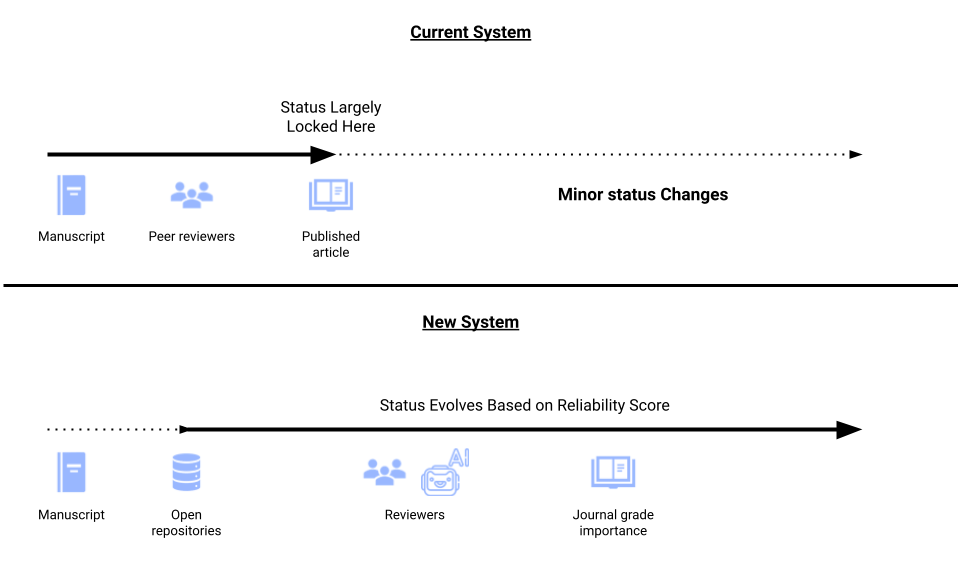 Current System
Status Largely
Locked Here
Minor status Changes
Manuscript
Peer reviewers
Published
article
New System
Status Evolves Based on Reliability Score
AI
Manuscript
Open
repositories
Reviewers
Journal grade
importance